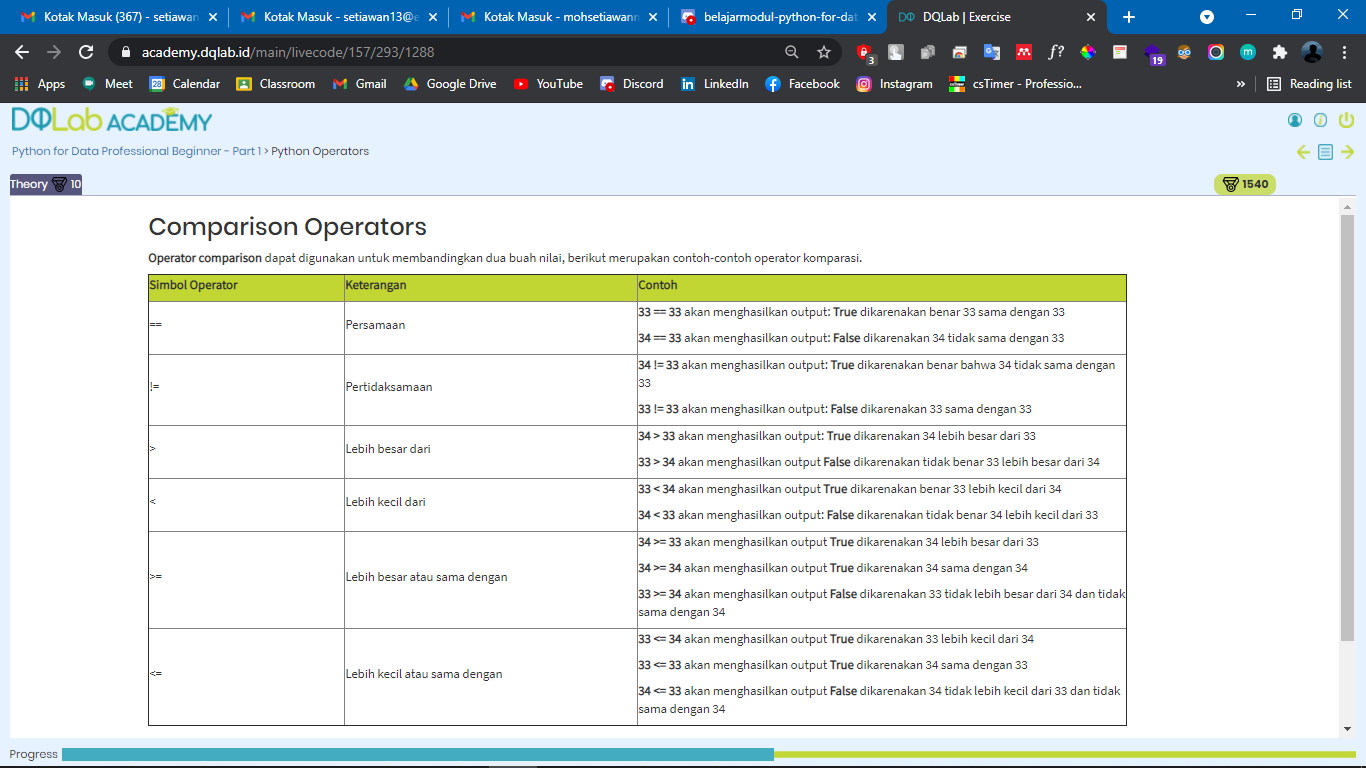 Kotak Masuk (367) - setiawan
Kotak Masuk - setiawan13@e
Kotak Masuk - mohsetiawann
belajarmodul-python-for-dat
DQLab | Exercise
academy.dqlab.id/main/livecode/157/293/1288
3
f?
19
m
Apps
Meet
28
Calendar
Classroom
Gmail
Google Drive
YouTube
Discord
LinkedIn
Facebook
Instagram
csTimer - Professio...
»
Reading list
DQLab ACADEMY
Python for Data Professional Beginner - Part 1 > Python Operators
Theory 10
1540
Comparison Operators
Operator comparison dapat digunakan untuk membandingkan dua buah nilai, berikut merupakan contoh-contoh operator komparasi.
Simbol Operator
Keterangan
Contoh
==
Persamaan
33 == 33 akan menghasilkan output: True dikarenakan benar 33 sama dengan 33
34 == 33 akan menghasilkan output: False dikarenakan 34 tidak sama dengan 33
!=
Pertidaksamaan
34 != 33 akan menghasilkan output: True dikarenakan benar bahwa 34 tidak sama dengan
33
33 != 33 akan menghasilkan output: False dikarenakan 33 sama dengan 33
>
Lebih besar dari
34 > 33 akan menghasilkan output: True dikarenakan 34 lebih besar dari 33
33 > 34 akan menghasilkan output False dikarenakan tidak benar 33 lebih besar dari 34
<
Lebih kecil dari
33 < 34 akan menghasilkan output True dikarenakan benar 33 lebih kecil dari 34
34 < 33 akan menghasilkan output: False dikarenakan tidak benar 34 lebih kecil dari 33
>=
Lebih besar atau sama dengan
34 >= 33 akan menghasilkan output True dikarenakan 34 lebih besar dari 33
34 >= 34 akan menghasilkan output True dikarenakan 34 sama dengan 34
33 >= 34 akan menghasilkan output False dikarenakan 33 tidak lebih besar dari 34 dan tidak
sama dengan 34
<=
Lebih kecil atau sama dengan
33 <= 34 akan menghasilkan output True dikarenakan 33 lebih kecil dari 34
33 <= 33 akan menghasilkan output True dikarenakan 34 sama dengan 33
34 <= 33 akan menghasilkan output False dikarenakan 34 tidak lebih kecil dari 33 dan tidak
sama dengan 34
Progress